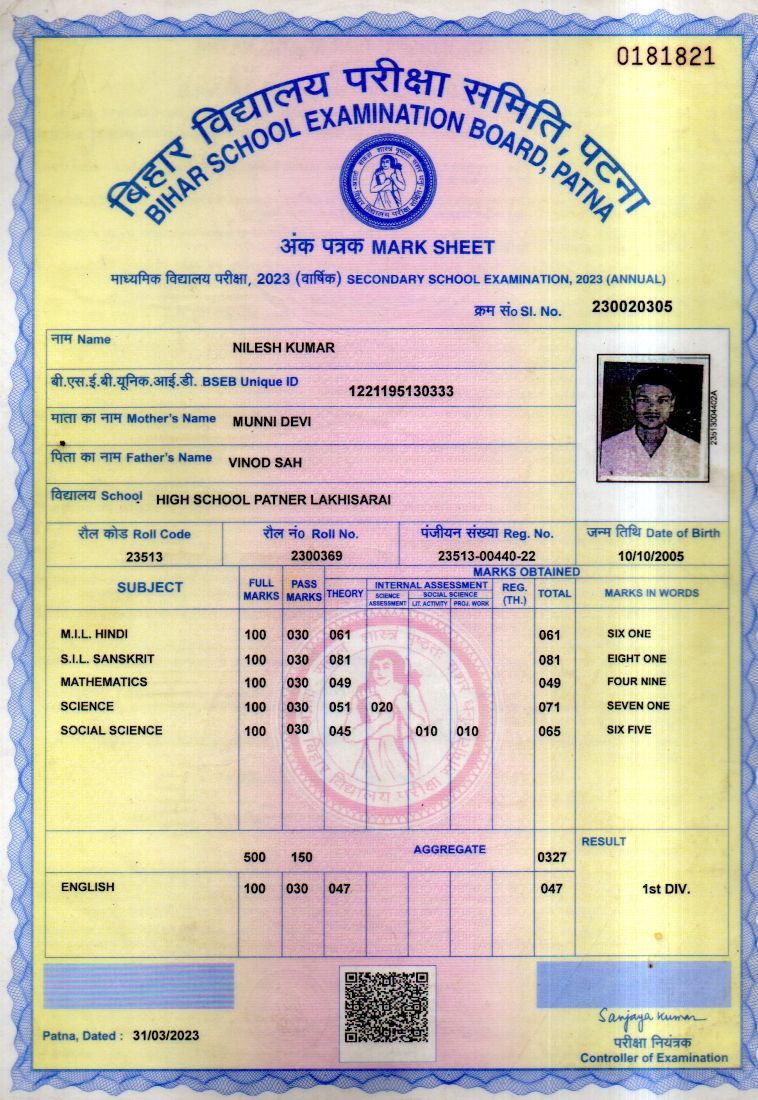 0181821
बिहार विद्यालय परीक्षा समिति, पटना
BIHAR SCHOOL EXAMINATION BOARD, PATNA
अंक पत्रक MARK SHEET
माध्यमिक विद्यालय परीक्षा, 2023 (वार्षिक) SECONDARY SCHOOL EXAMINATION, 2023 (ANNUAL)
क्रम सं० Sl. No. 230020305
नाम Name NILESH KUMAR
बी.एस.ई.बी.यूनिक.आई.डी. BSEB Unique ID 1221195130333
माता का नाम Mother's Name MUNNI DEVI
पिता का नाम Father's Name VINOD SAH
विद्यालय School HIGH SCHOOL PATNER LAKHISARAI
23513004402A
रौल कोड Roll Code रौल नं० Roll No. पंजीयन संख्या Reg. No. जन्म तिथि Date of Birth
23513 2300369 23513-00440-22 10/10/2005
SUBJECT FULL MARKS PASS MARKS MARKS OBTAINED
THEORY INTERNAL ASSESSMENT REG. (TH.) TOTAL MARKS IN WORDS
SCIENCE ASSESSMENT SOCIAL SCIENCE
LIT. ACTIVITY PROJ. WORK
M.I.L. HINDI 100 030 061 061 SIX ONE
S.I.L. SANSKRIT 100 030 081 081 EIGHT ONE
MATHEMATICS 100 030 049 049 FOUR NINE
SCIENCE 100 030 051 020 071 SEVEN ONE
SOCIAL SCIENCE 100 030 045 010 010 065 SIX FIVE
बिहार विद्यालय परीक्षा समिति
500 150 AGGREGATE 0327 RESULT
ENGLISH 100 030 047 047 1st DIV.
Patna, Dated : 31/03/2023
Sanjaya Kumar
परीक्षा नियंत्रक
Controller of Examination